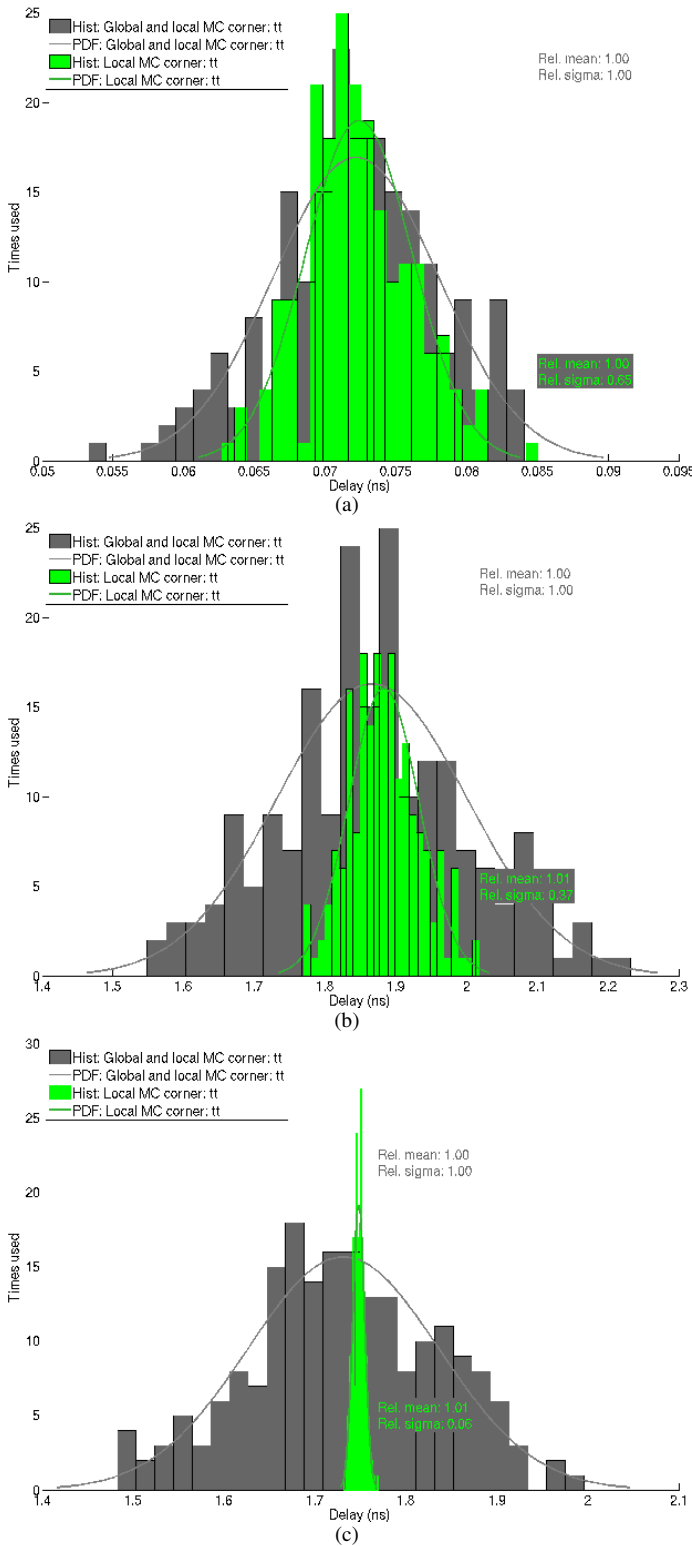 25
Hist: Global and local MC corner: tt
PDF: Global and local MC corner: tt
Hist: Local MC corner: tt
PDF: Local MC corner: tt
Rel. mean: 1.00
Rel. sigma: 1.00
20
15
Times used
10
Rel. mean: 1.00
Rel. sigma: 0.65
5
0
0.05 0.055 0.06 0.065 0.07 0.075 0.08 0.085 0.09 0.095
Delay (ns)
(a)
25
Hist: Global and local MC corner: tt
PDF: Global and local MC corner: tt
Hist: Local MC corner: tt
PDF: Local MC corner: tt
Rel. mean: 1.00
Rel. sigma: 1.00
20
15
Times used
10
Rel. mean: 1.01
Rel. sigma: 0.37
5
0
1.4 1.5 1.6 1.7 1.8 1.9 2 2.1 2.2 2.3
Delay (ns)
(b)
30
Hist: Global and local MC corner: tt
PDF: Global and local MC corner: tt
Hist: Local MC corner: tt
PDF: Local MC corner: tt
25
Rel. mean: 1.00
Rel. sigma: 1.00
20
15
Times used
10
Rel. mean: 1.01
Rel. sigma: 0.06
5
0
1.4 1.5 1.6 1.7 1.8 1.9 2 2.1
Delay (ns)
(c)